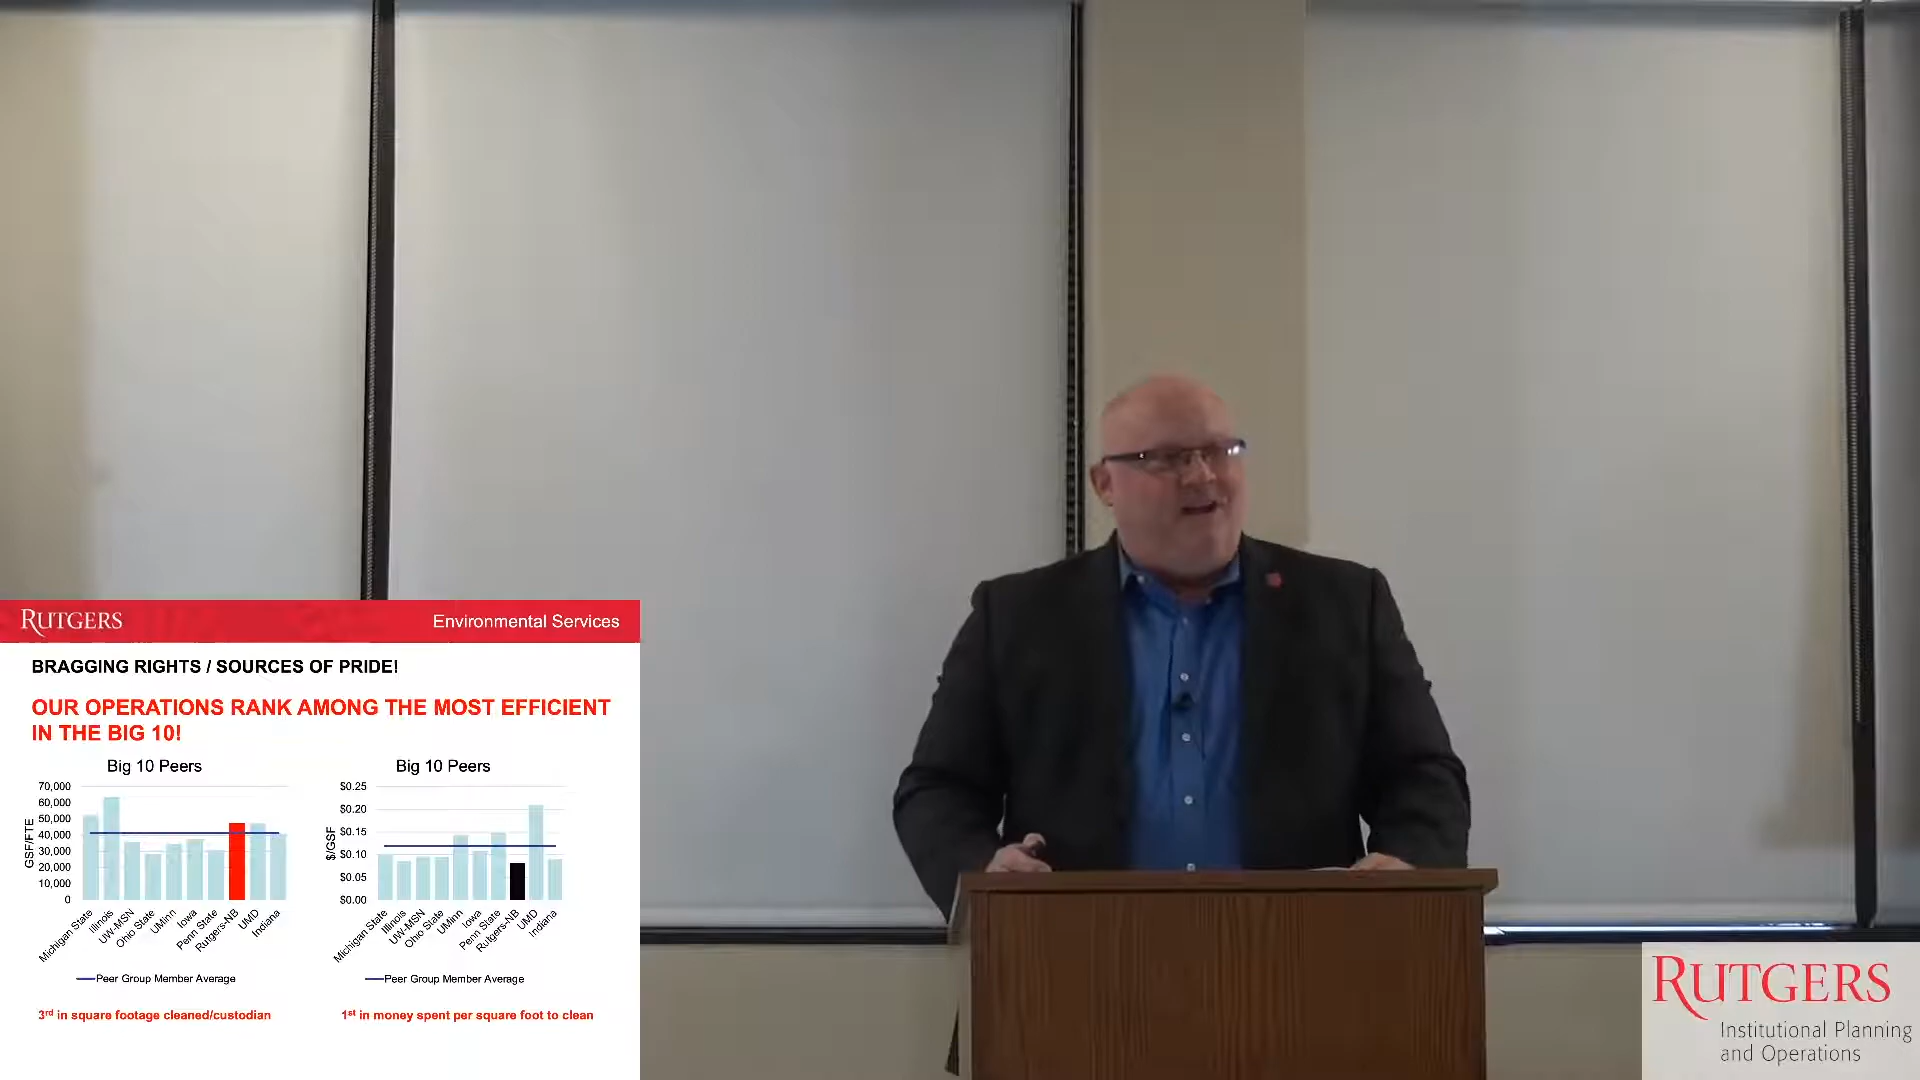 RUTGERS
Environmental Services
BRAGGING RIGHTS / SOURCES OF PRIDE!
OUR OPERATIONS RANK AMONG THE MOST EFFICIENT
IN THE BIG 10!
Big 10 Peers
70,000
60,000
50,000
40,000
30,000
20,000
10,000
0
GSF/FTE
Michigan State
Illinois
UW-MSN
Ohio State
UMinn
Iowa
Penn State
Rutgers-NB
UMD
Indiana
Peer Group Member Average
3rd in square footage cleaned/custodian
Big 10 Peers
$0.25
$0.20
$0.15
$0.10
$0.05
$0.00
$/GSF
Michigan State
Illinois
UW-MSN
Ohio State
UMinn
Iowa
Penn State
Rutgers-NB
UMD
Indiana
Peer Group Member Average
1st in money spent per square foot to clean
RUTGERS
Institutional Planning
and Operations